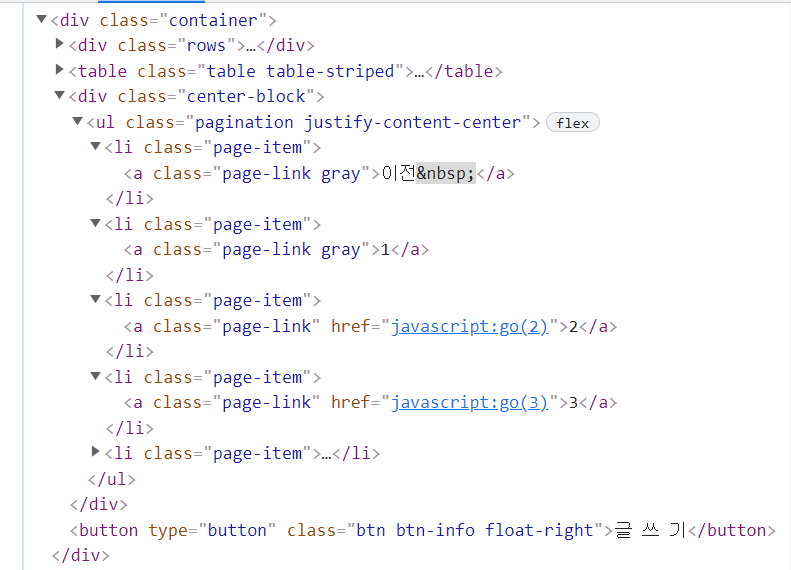 ▼<div class="container">
▶<div class="rows">…</div>
▶<table class="table table-striped">…</table>
▼<div class="center-block">
▼<ul class="pagination justify-content-center"> flex
▼<li class="page-item">
<a class="page-link gray">이전&nbsp;</a>
</li>
▼<li class="page-item">
<a class="page-link gray">1</a>
</li>
▼<li class="page-item">
<a class="page-link" href="javascript:go(2)">2</a>
</li>
▼<li class="page-item">
<a class="page-link" href="javascript:go(3)">3</a>
</li>
▶<li class="page-item">…</li>
</ul>
</div>
<button type="button" class="btn btn-info float-right">글 쓰 기</button>
</div>